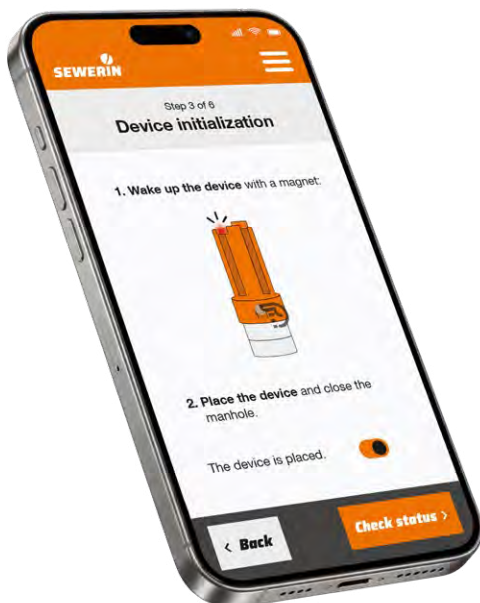 SEWERIN
Step 3 of 6
Device initialization
1. Wake up the device with a magnet:
2. Place the device and close the
manhole.
The device is placed.
< Back
Check status >